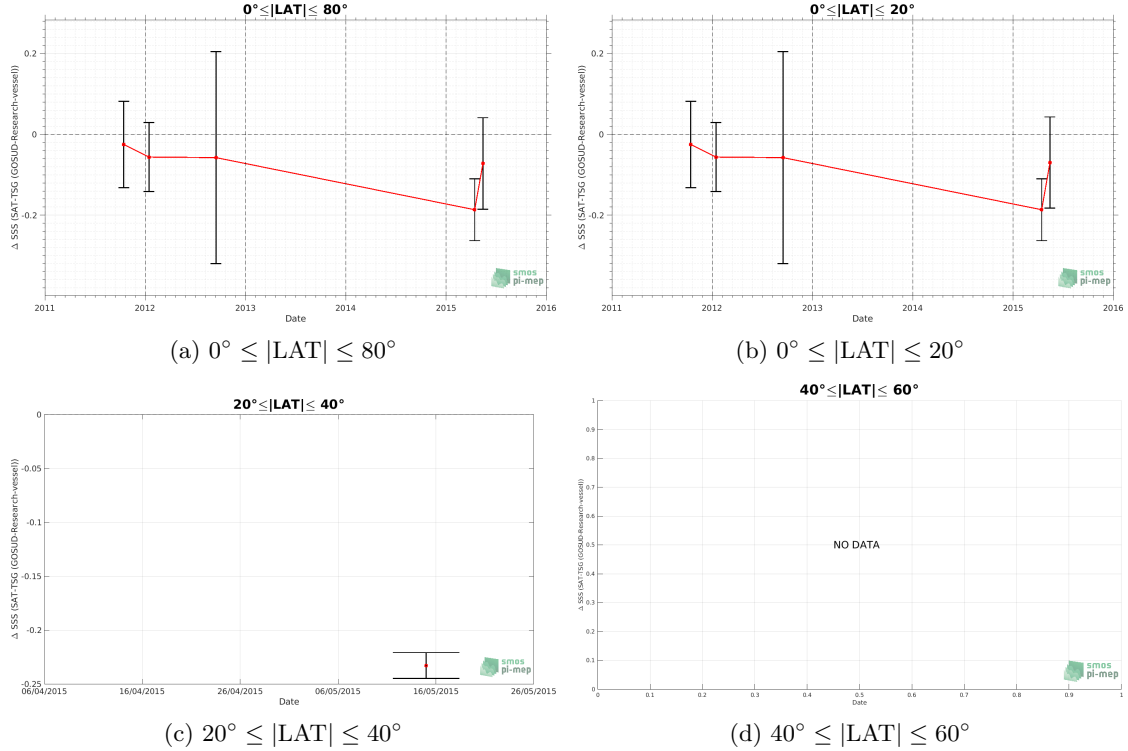 0°≤|LAT|≤ 80°
Δ SSS (SAT-TSG (GOSUD-Research-vessel))
0.2
0
-0.2
2011 2012 2013 2014 2015 2016
Date
smos
pi-mep
(a) 0° ≤ |LAT| ≤ 80°
0°≤|LAT|≤ 20°
Δ SSS (SAT-TSG (GOSUD-Research-vessel))
0.2
0
-0.2
2011 2012 2013 2014 2015 2016
Date
smos
pi-mep
(b) 0° ≤ |LAT| ≤ 20°
20°≤|LAT|≤ 40°
Δ SSS (SAT-TSG (GOSUD-Research-vessel))
0
-0.05
-0.1
-0.15
-0.2
-0.25
06/04/2015 16/04/2015 26/04/2015 06/05/2015 16/05/2015 26/05/2015
Date
smos
pi-mep
(c) 20° ≤ |LAT| ≤ 40°
40°≤|LAT|≤ 60°
Δ SSS (SAT-TSG (GOSUD-Research-vessel))
1
0.9
0.8
0.7
0.6
0.5
0.4
0.3
0.2
0.1
0
NO DATA
0 0.1 0.2 0.3 0.4 0.5 0.6 0.7 0.8 0.9 1
Date
smos
pi-mep
(d) 40° ≤ |LAT| ≤ 60°